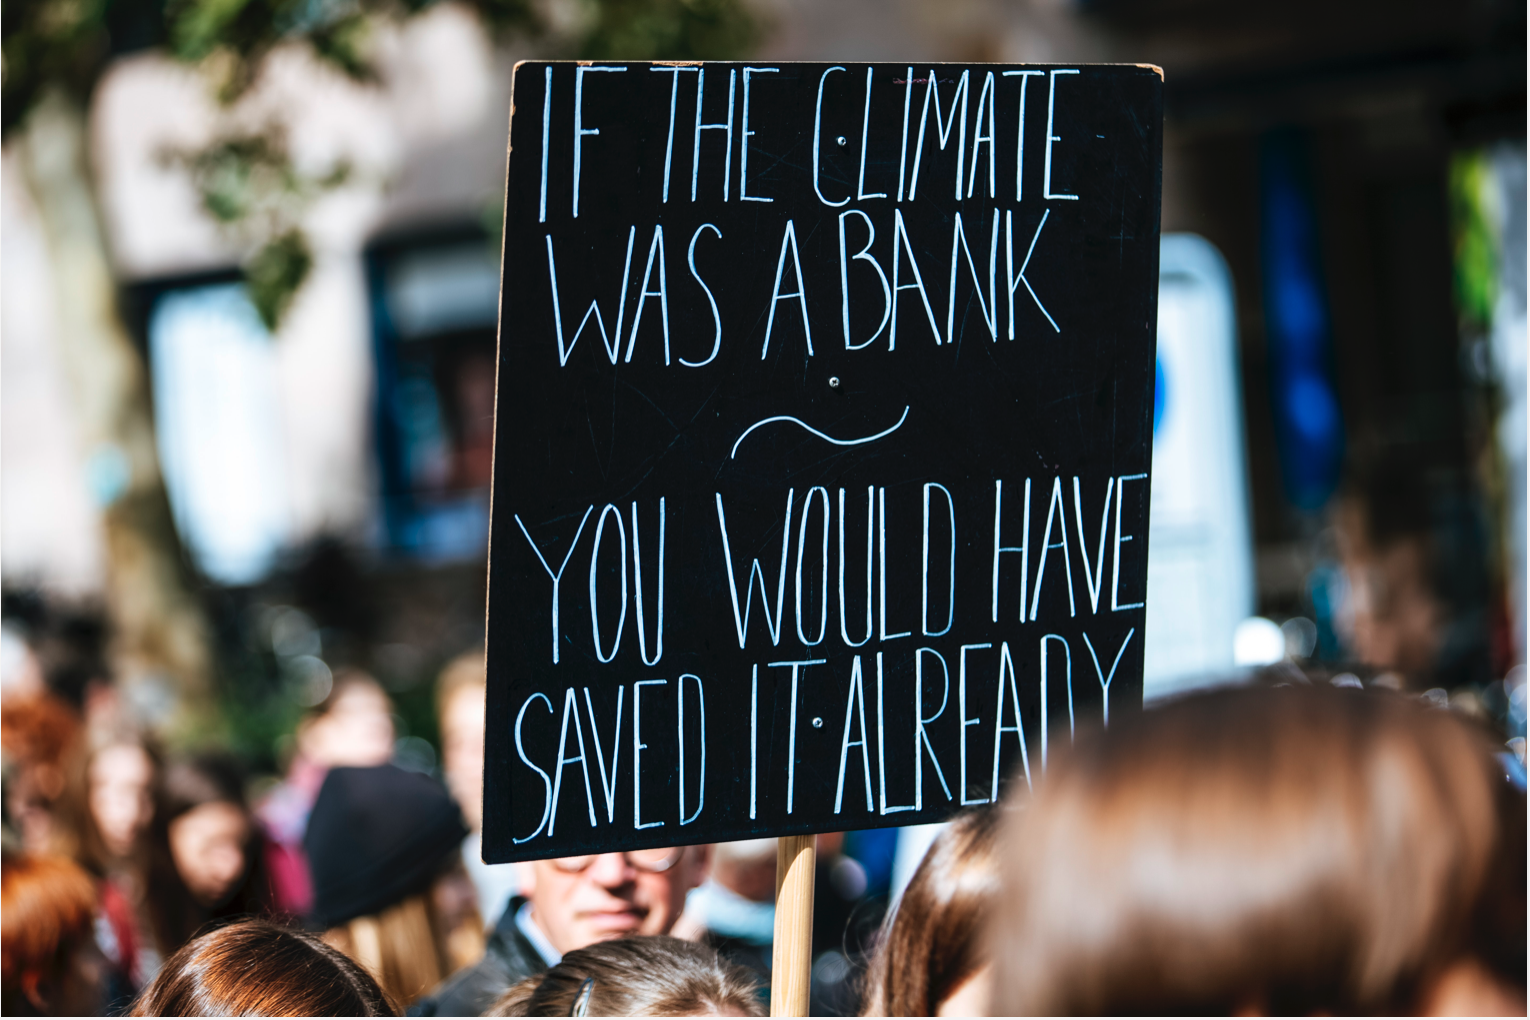 IF THE CLIMATE
WAS A BANK
~
YOU WOULD HAVE
SAVED IT ALREADY